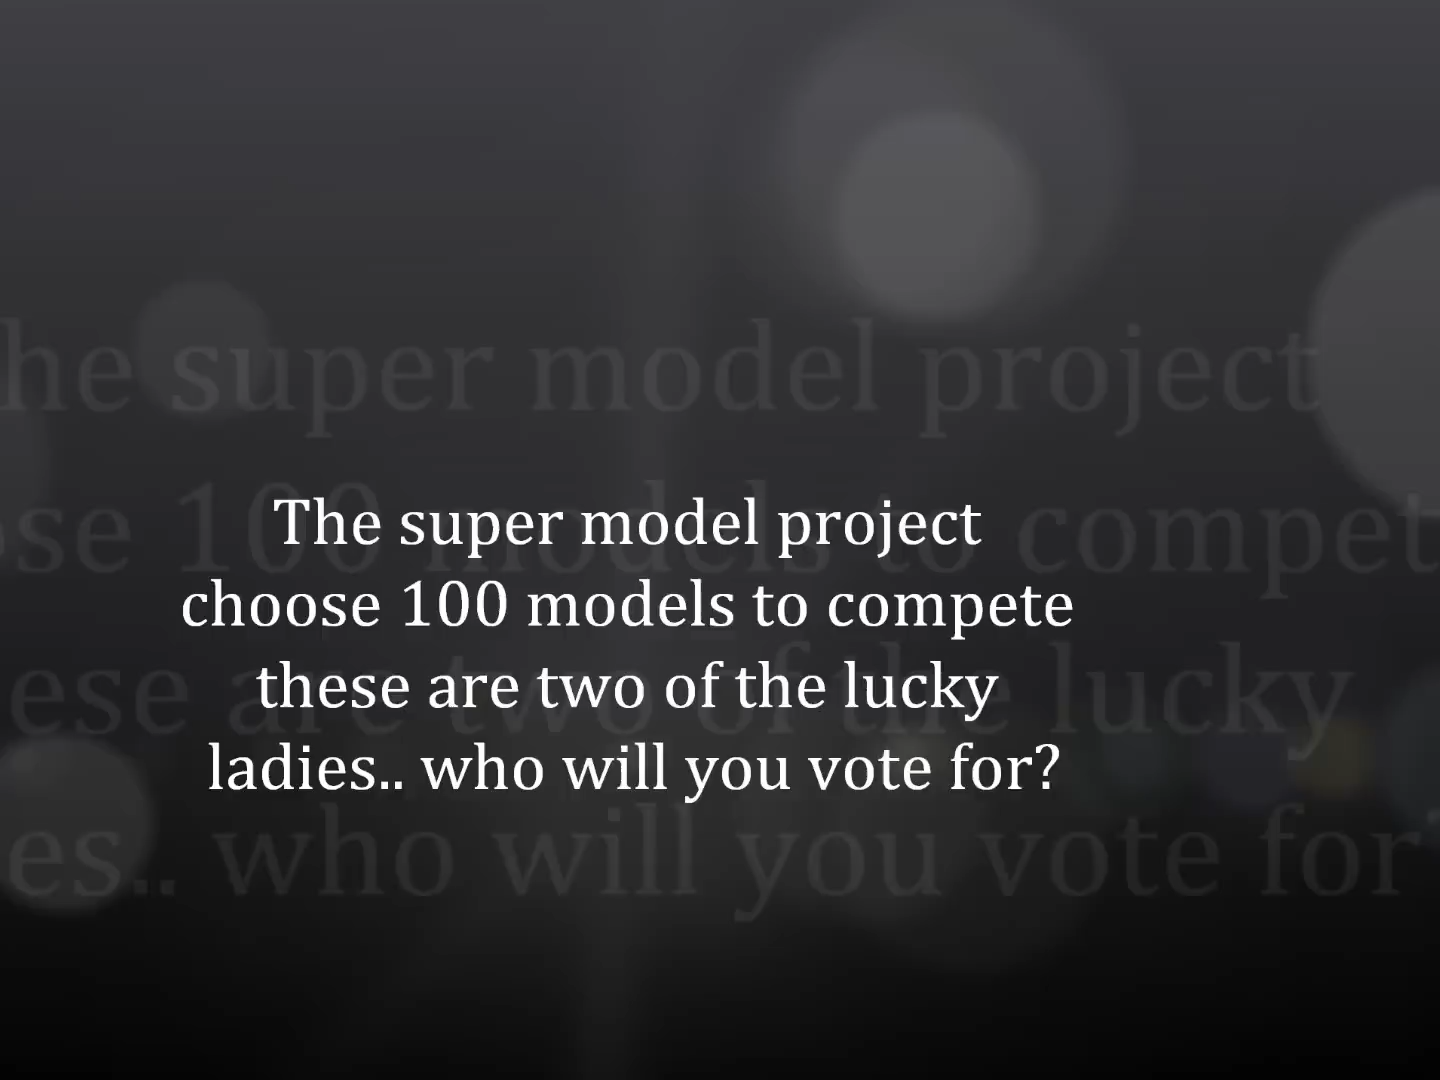 The super model project
choose 100 models to compete
these are two of the lucky
ladies.. who will you vote for?